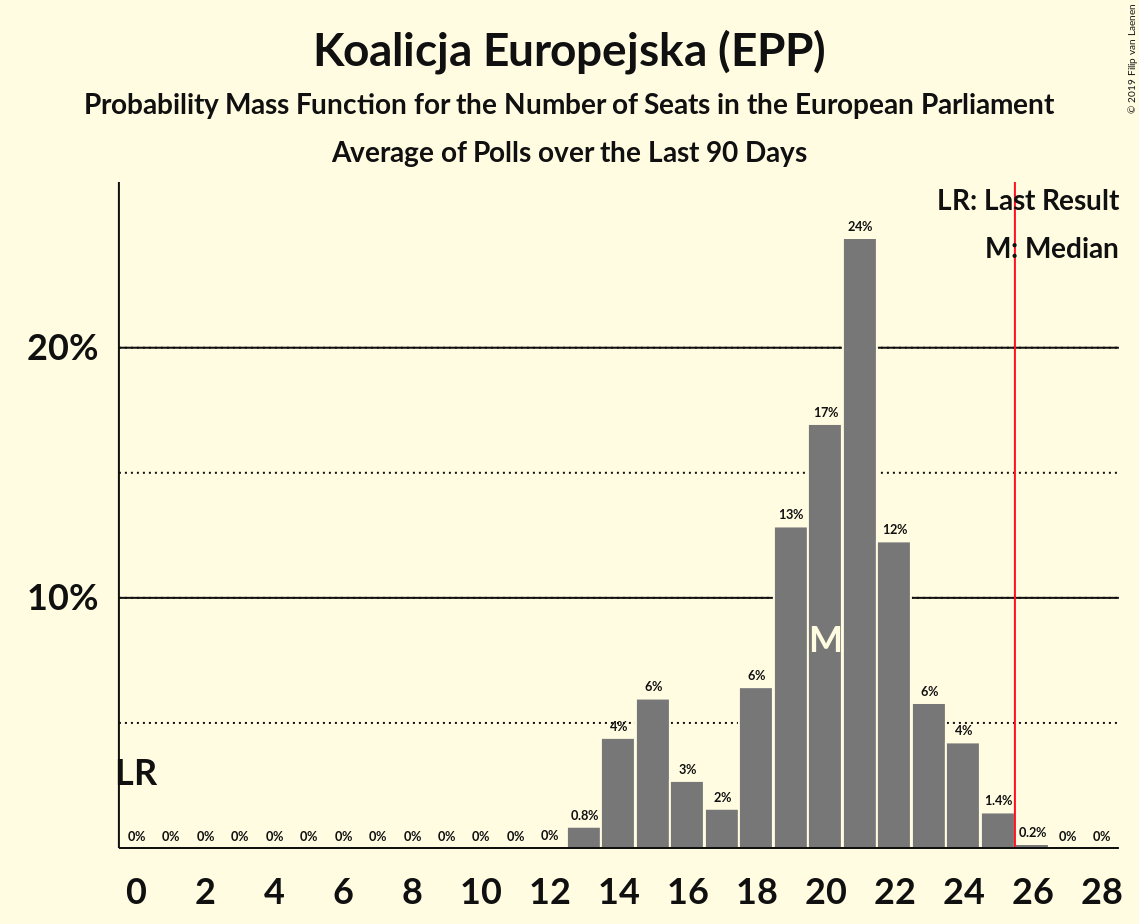 Koalicja Europejska (EPP)
Probability Mass Function for the Number of Seats in the European Parliament
Average of Polls over the Last 90 Days
© 2019 Filip van Laenen
LR: Last Result
M: Median
24%
20%
17%
13%
12%
10%
M
6%
6%
6%
4%
4%
LR
3%
2%
1.4%
0.8%
0.2%
0% 0% 0% 0% 0% 0% 0% 0% 0% 0% 0% 0% 0% 0% 0%
0 2 4 6 8 10 12 14 16 18 20 22 24 26 28